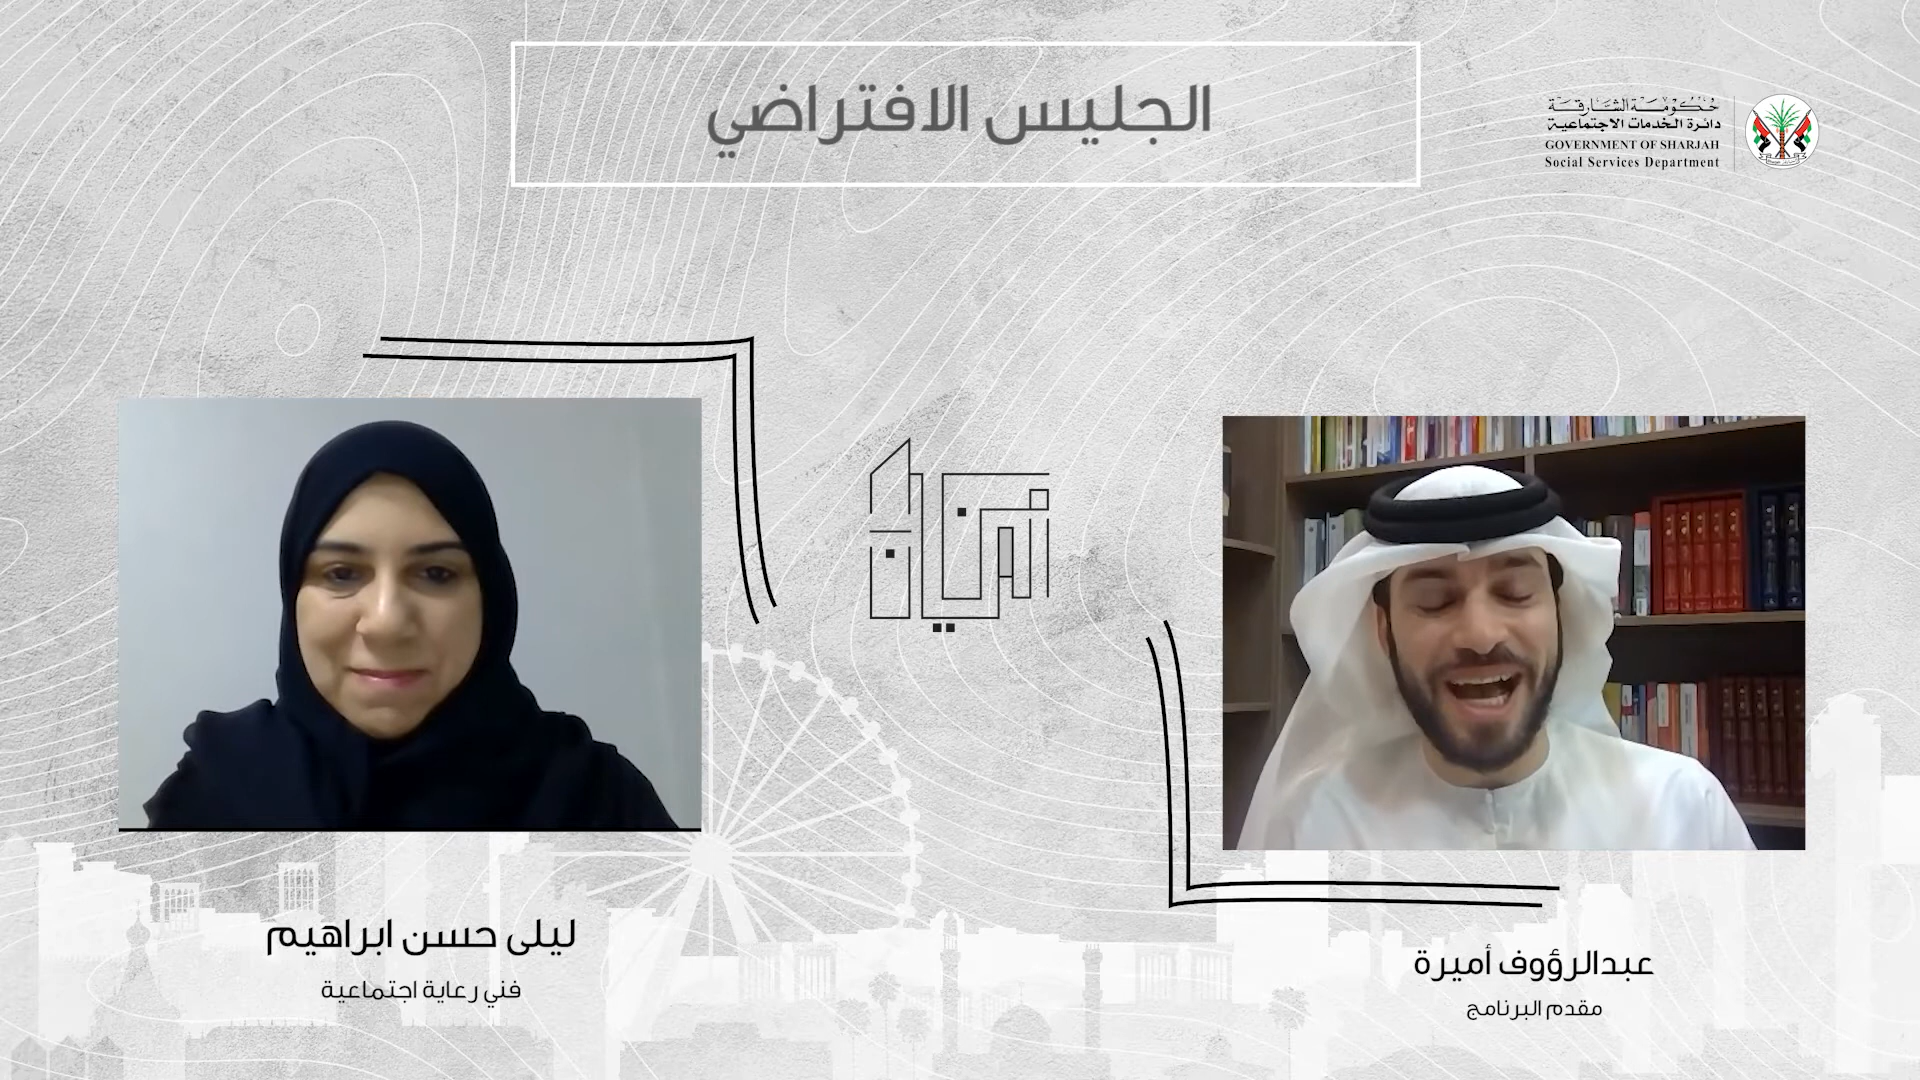 الجليس الافتراضي
حكومة الشارقة
دائرة الخدمات الاجتماعية
GOVERNMENT OF SHARJAH
Social Services Department
عبدالرؤوف أميرة
مقدم البرنامج
ليلى حسن ابراهيم
فني رعاية اجتماعية